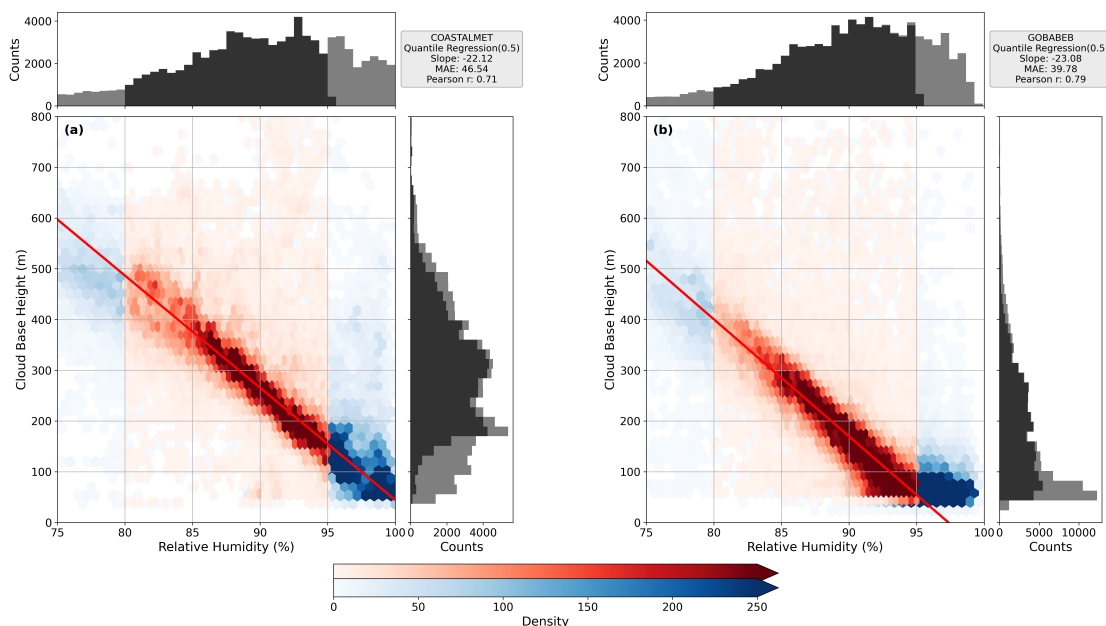 4000
2000
0
Counts
COASTALMET
Quantile Regression(0.5)
Slope: -22.12
MAE: 46.54
Pearson r: 0.71
(a)
800
700
600
500
400
300
200
100
0
Cloud Base Height (m)
75 80 85 90 95 100
Relative Humidity (%)
0 2000 4000
Counts
4000
2000
0
Counts
GOBABEB
Quantile Regression(0.5
Slope: -23.08
MAE: 39.78
Pearson r: 0.79
(b)
800
700
600
500
400
300
200
100
0
Cloud Base Height (m)
75 80 85 90 95 100
Relative Humidity (%)
0 5000 10000
Counts
0 50 100 150 200 250
Density